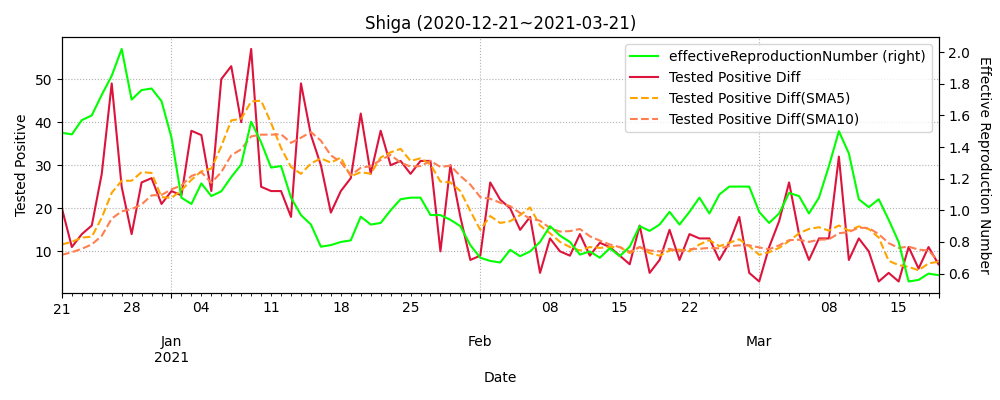 Shiga (2020-12-21~2021-03-21)
effectiveReproductionNumber (right)
Tested Positive Diff
Tested Positive Diff(SMA5)
Tested Positive Diff(SMA10)
Tested Positive
50
40
30
20
10
2.0
1.8
1.6
1.4
1.2
1.0
0.8
0.6
Effective Reproduction Number
21 28 04 11 18 25 08 15 22 08 15
Jan Feb Mar
2021
Date